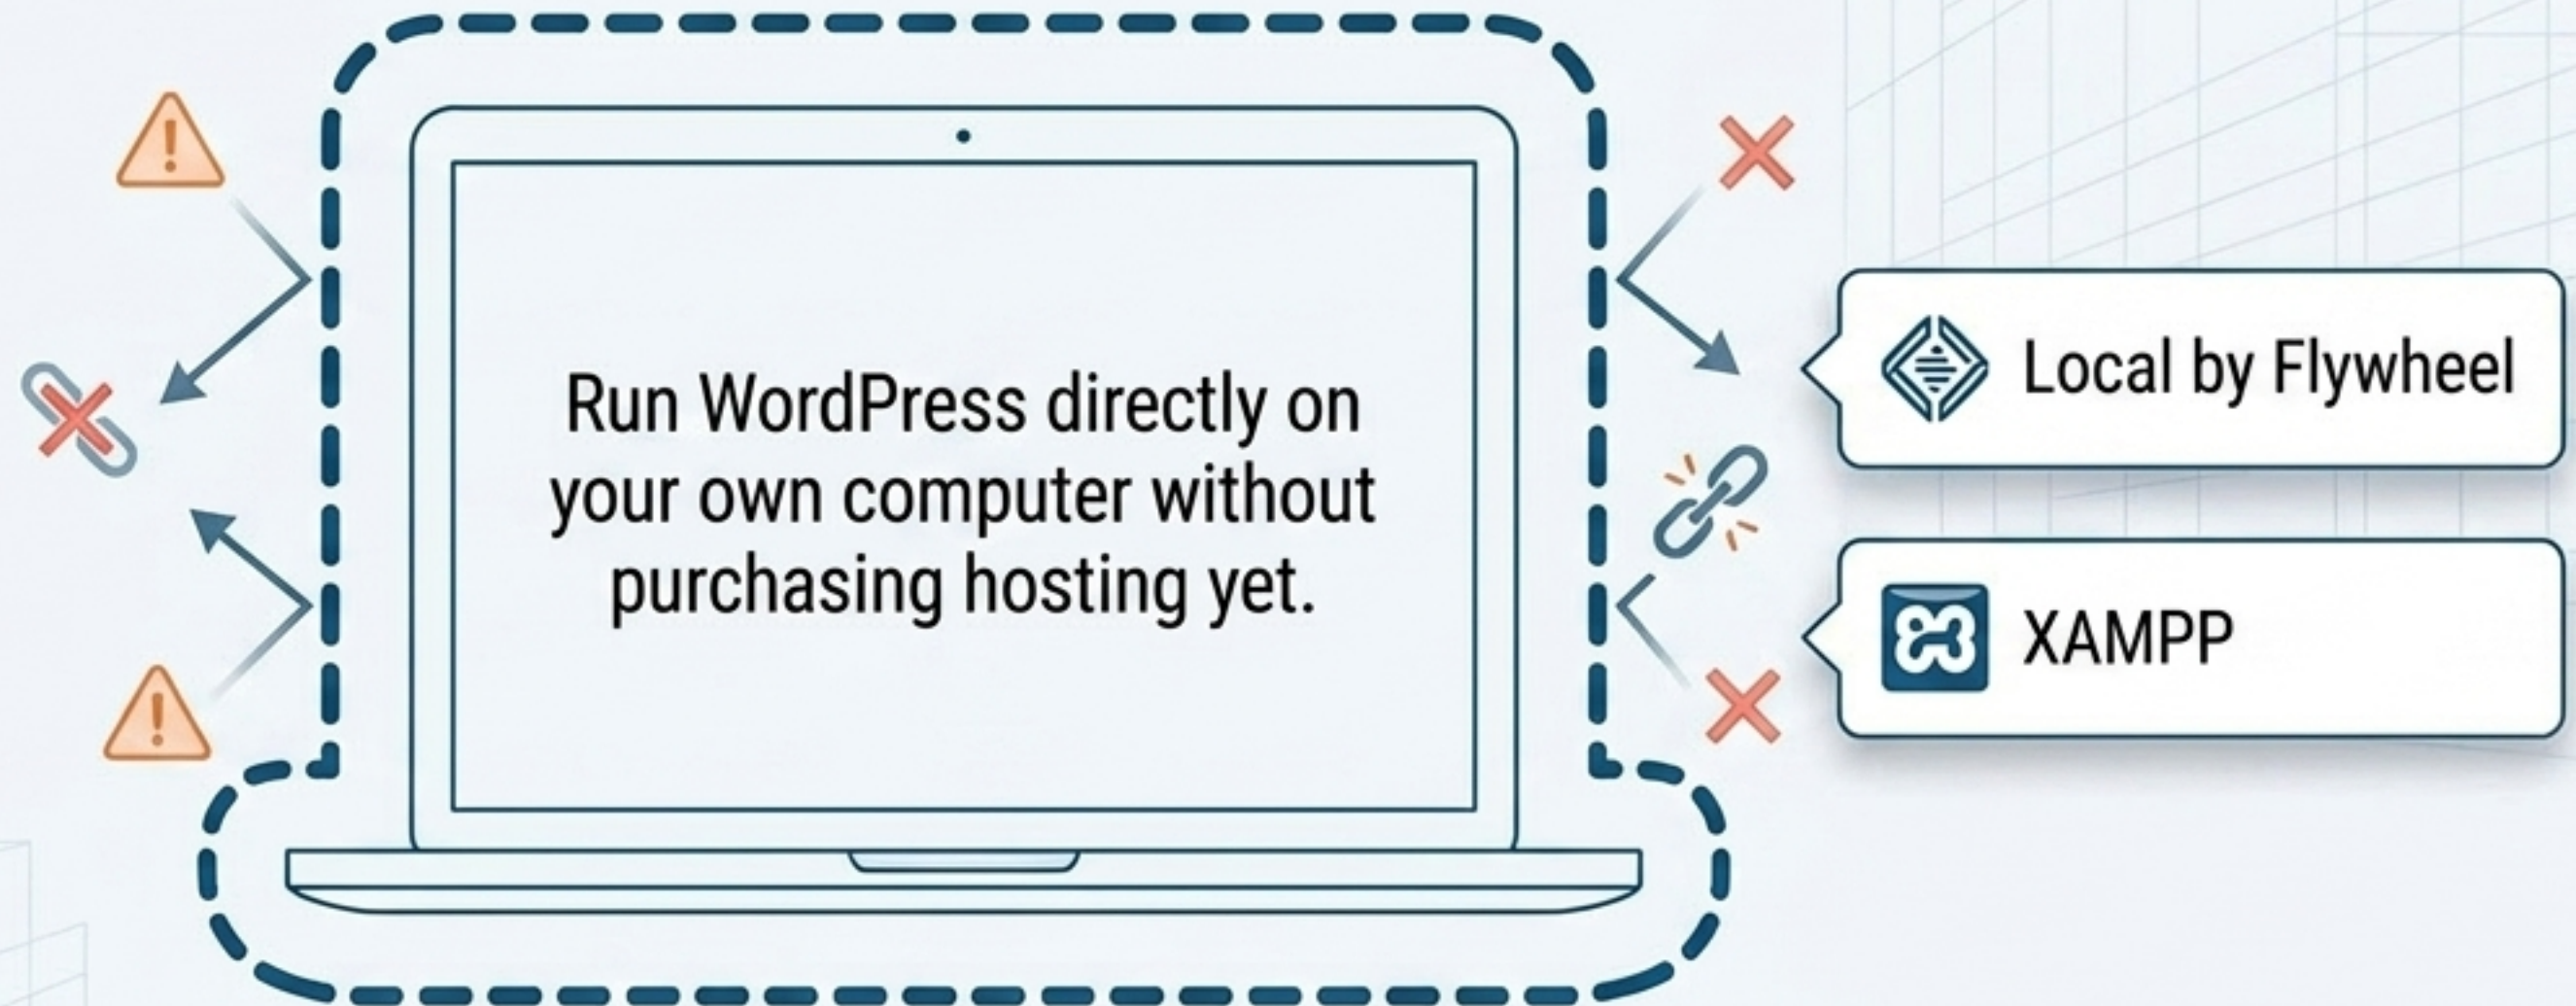 Run WordPress directly on
your own computer without
purchasing hosting yet.
Local by Flywheel
XAMPP